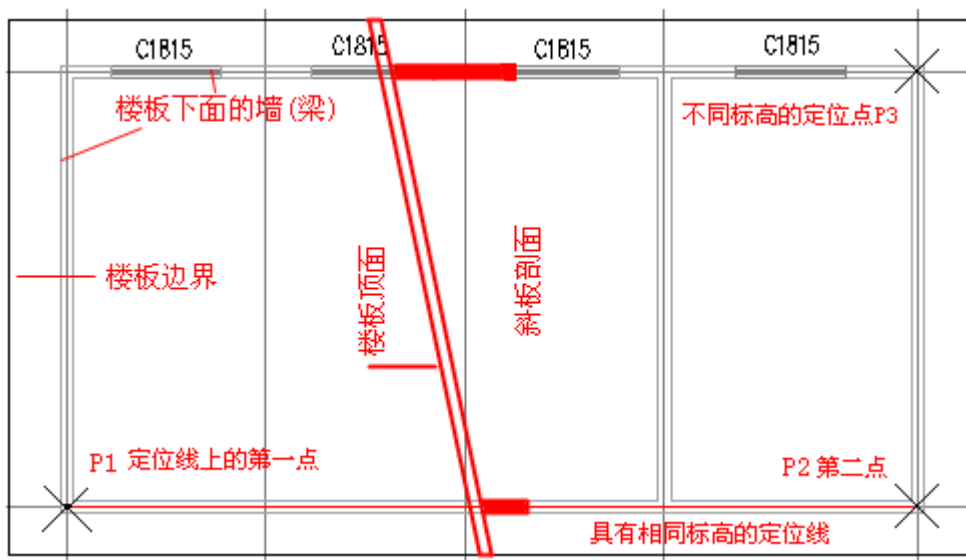 C1815
C1815
C1815
C1815
楼板下面的墙(梁)
不同标高的定位点P3
楼板边界
楼板顶面
斜板剖面
P1 定位线上的第一点
P2 第二点
具有相同标高的定位线